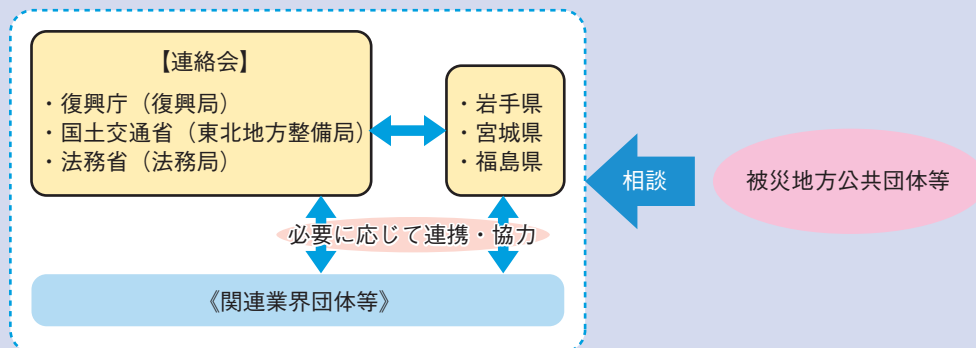 【連絡会】
・復興庁（復興局）
・国土交通省（東北地方整備局）
・法務省（法務局）
・岩手県
・宮城県
・福島県
相談
被災地方公共団体等
必要に応じて連携・協力
《関連業界団体等》